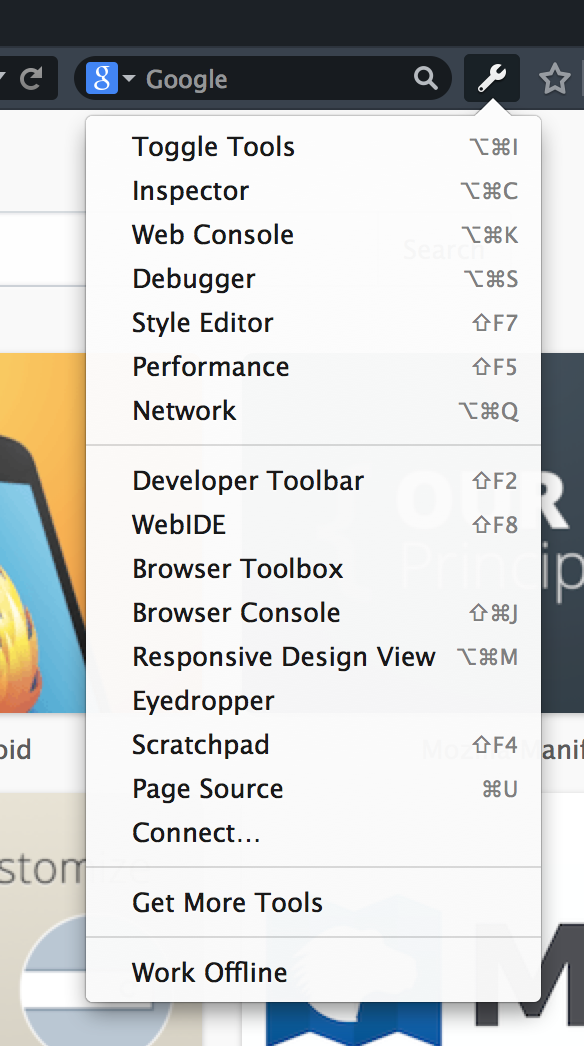 g Google
Toggle Tools ⌥⌘I
Inspector ⌥⌘C
Web Console ⌥⌘K
Search
Debugger ⌥⌘S
Style Editor ⇧F7
Performance ⇧F5
Network ⌥⌘Q
Developer Toolbar ⇧F2
OUR
WebIDE ⇧F8
Browser Toolbox
Princip
Browser Console ⇧⌘J
Responsive Design View ⌥⌘M
Eyedropper
Scratchpad ⇧F4
oid
Manif
Page Source ⌘U
Connect...
stomize
Get More Tools
M
Work Offline